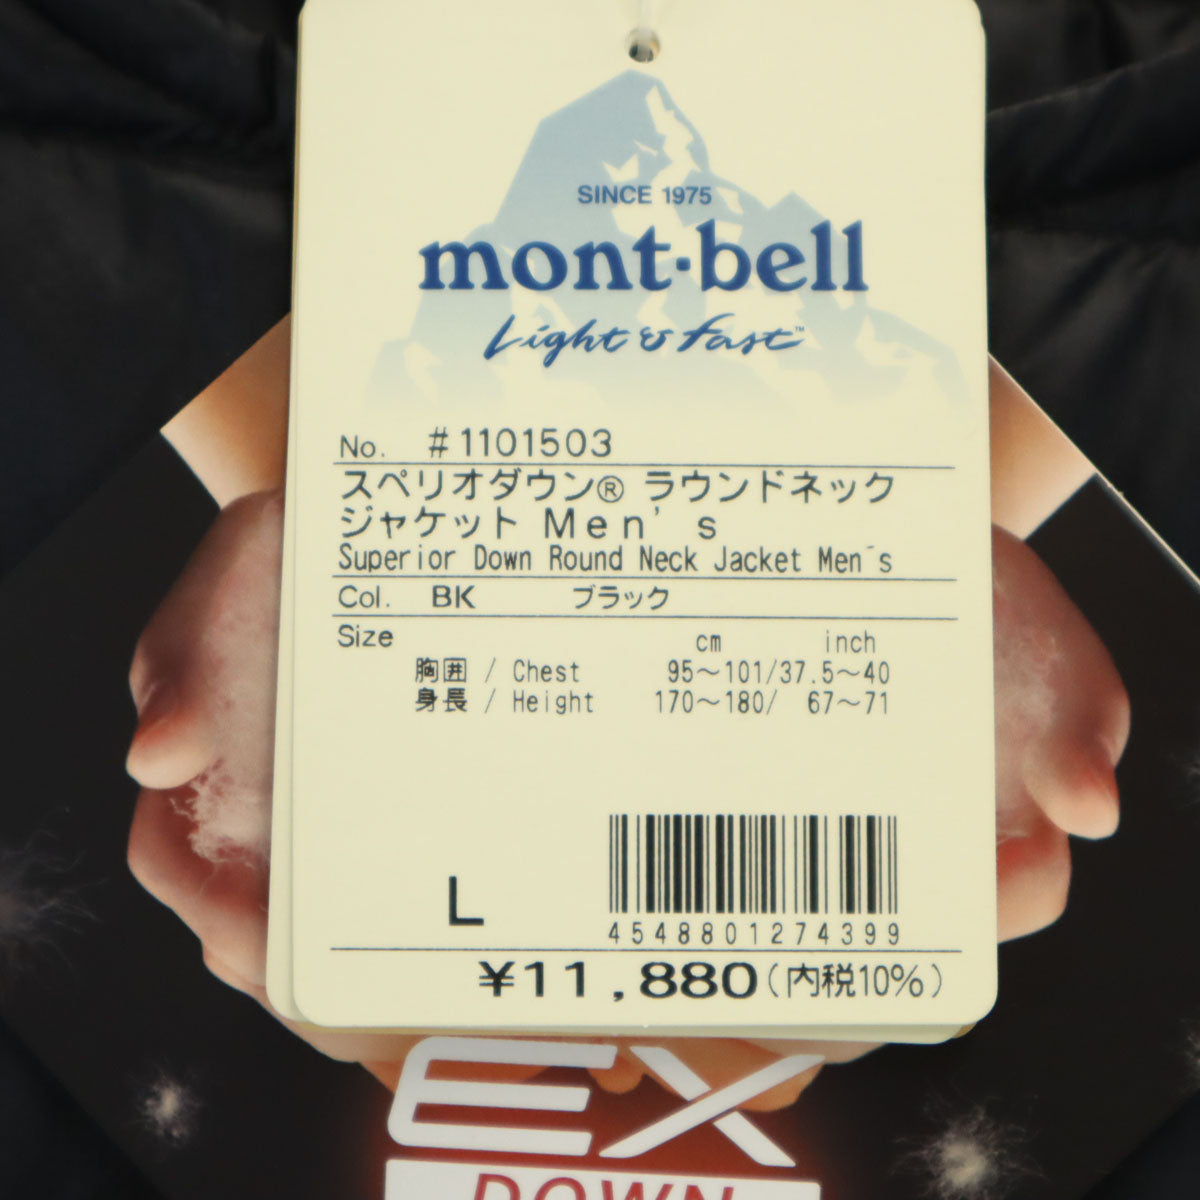 SINCE 1975
mont·bell
Light & Fast™
No. #1101503
スペリオダウン® ラウンドネック
ジャケット Men's
Superior Down Round Neck Jacket Men´s
Col. BK ブラック
Size cm inch
胸囲 / Chest 95～101/37.5～40
身長 / Height 170～180/ 67～71
L
4548801274399
¥11,880(内税10%)
EX
DOWN